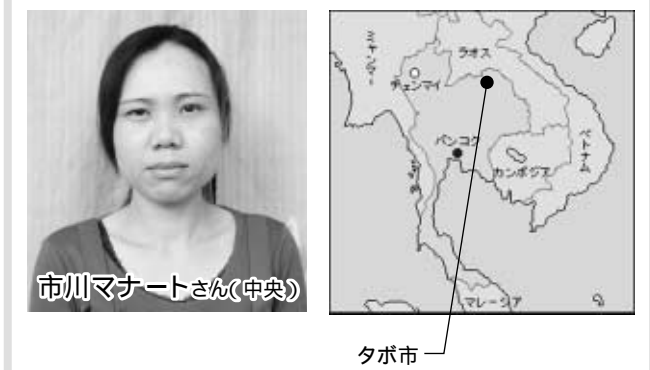 市川マナートさん(中央)
ミャンマー
ラオス
チェンマイ
バンコク
カンボジア
ベトナム
マレーシア
タボ市